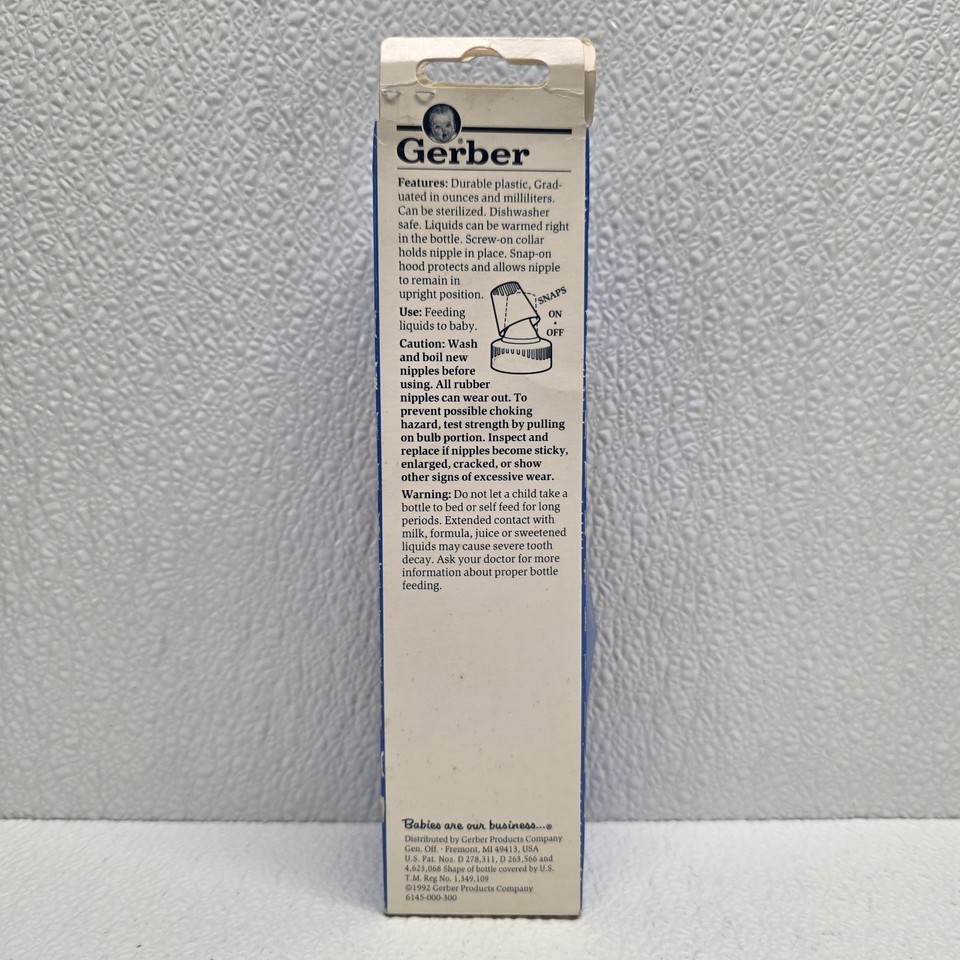 Gerber®
Features: Durable plastic, Grad-
uated in ounces and milliliters.
Can be sterilized. Dishwasher
safe. Liquids can be warmed right
in the bottle. Screw-on collar
holds nipple in place. Snap-on
hood protects and allows nipple
to remain in
upright position.
SNAPS
ON
•
OFF
Use: Feeding
liquids to baby.
Caution: Wash
and boil new
nipples before
using. All rubber
nipples can wear out. To
prevent possible choking
hazard, test strength by pulling
on bulb portion. Inspect and
replace if nipples become sticky,
enlarged, cracked, or show
other signs of excessive wear.
Warning: Do not let a child take a
bottle to bed or self feed for long
periods. Extended contact with
milk, formula, juice or sweetened
liquids may cause severe tooth
decay. Ask your doctor for more
information about proper bottle
feeding.
Babies are our business...®
Distributed by Gerber Products Company
Gen. Off. · Fremont, MI 49413, USA
U.S. Pat. Nos. D 278,311, D 263,566 and
4,623,068 Shape of bottle covered by U.S.
T.M. Reg No. 1,349,109
©1992 Gerber Products Company
6145-000-300